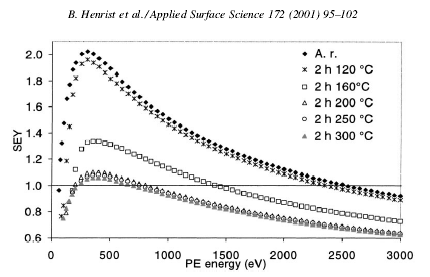 B. Henrist et al. / Applied Surface Science 172 (2001) 95–102
2.0
1.8
1.6
1.4
1.2
1.0
0.8
0.6
SEY
A. r.
2 h 120 °C
2 h 160°C
2 h 200 °C
2 h 250 °C
2 h 300 °C
0
500
1000
1500
2000
2500
3000
PE energy (eV)